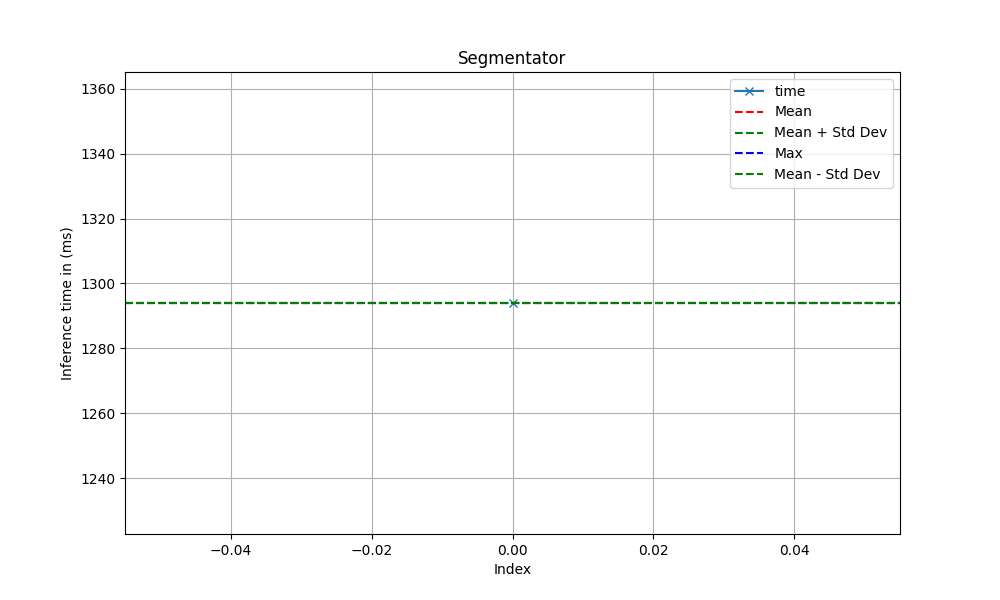 Segmentator
1360
1340
1320
1300
1280
1260
1240
Inference time in (ms)
time
Mean
Mean + Std Dev
Max
Mean - Std Dev
−0.04
−0.02
0.00
0.02
0.04
Index